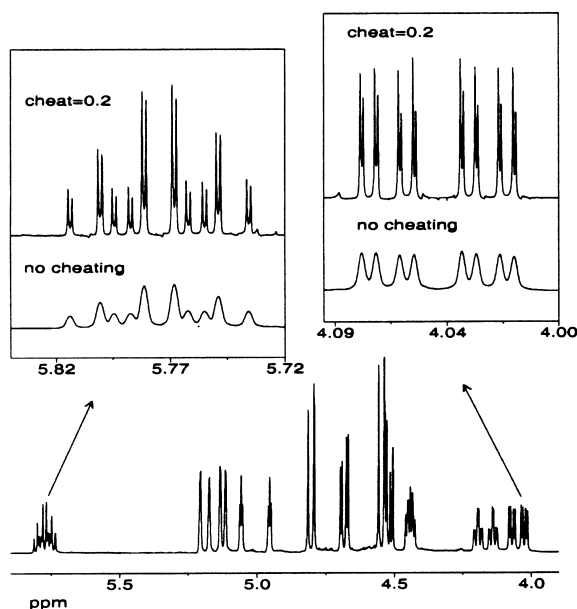 cheat=0.2
no cheating
5.82 5.77 5.72
cheat=0.2
no cheating
4.09 4.04 4.00
5.5 5.0 4.5 4.0
ppm